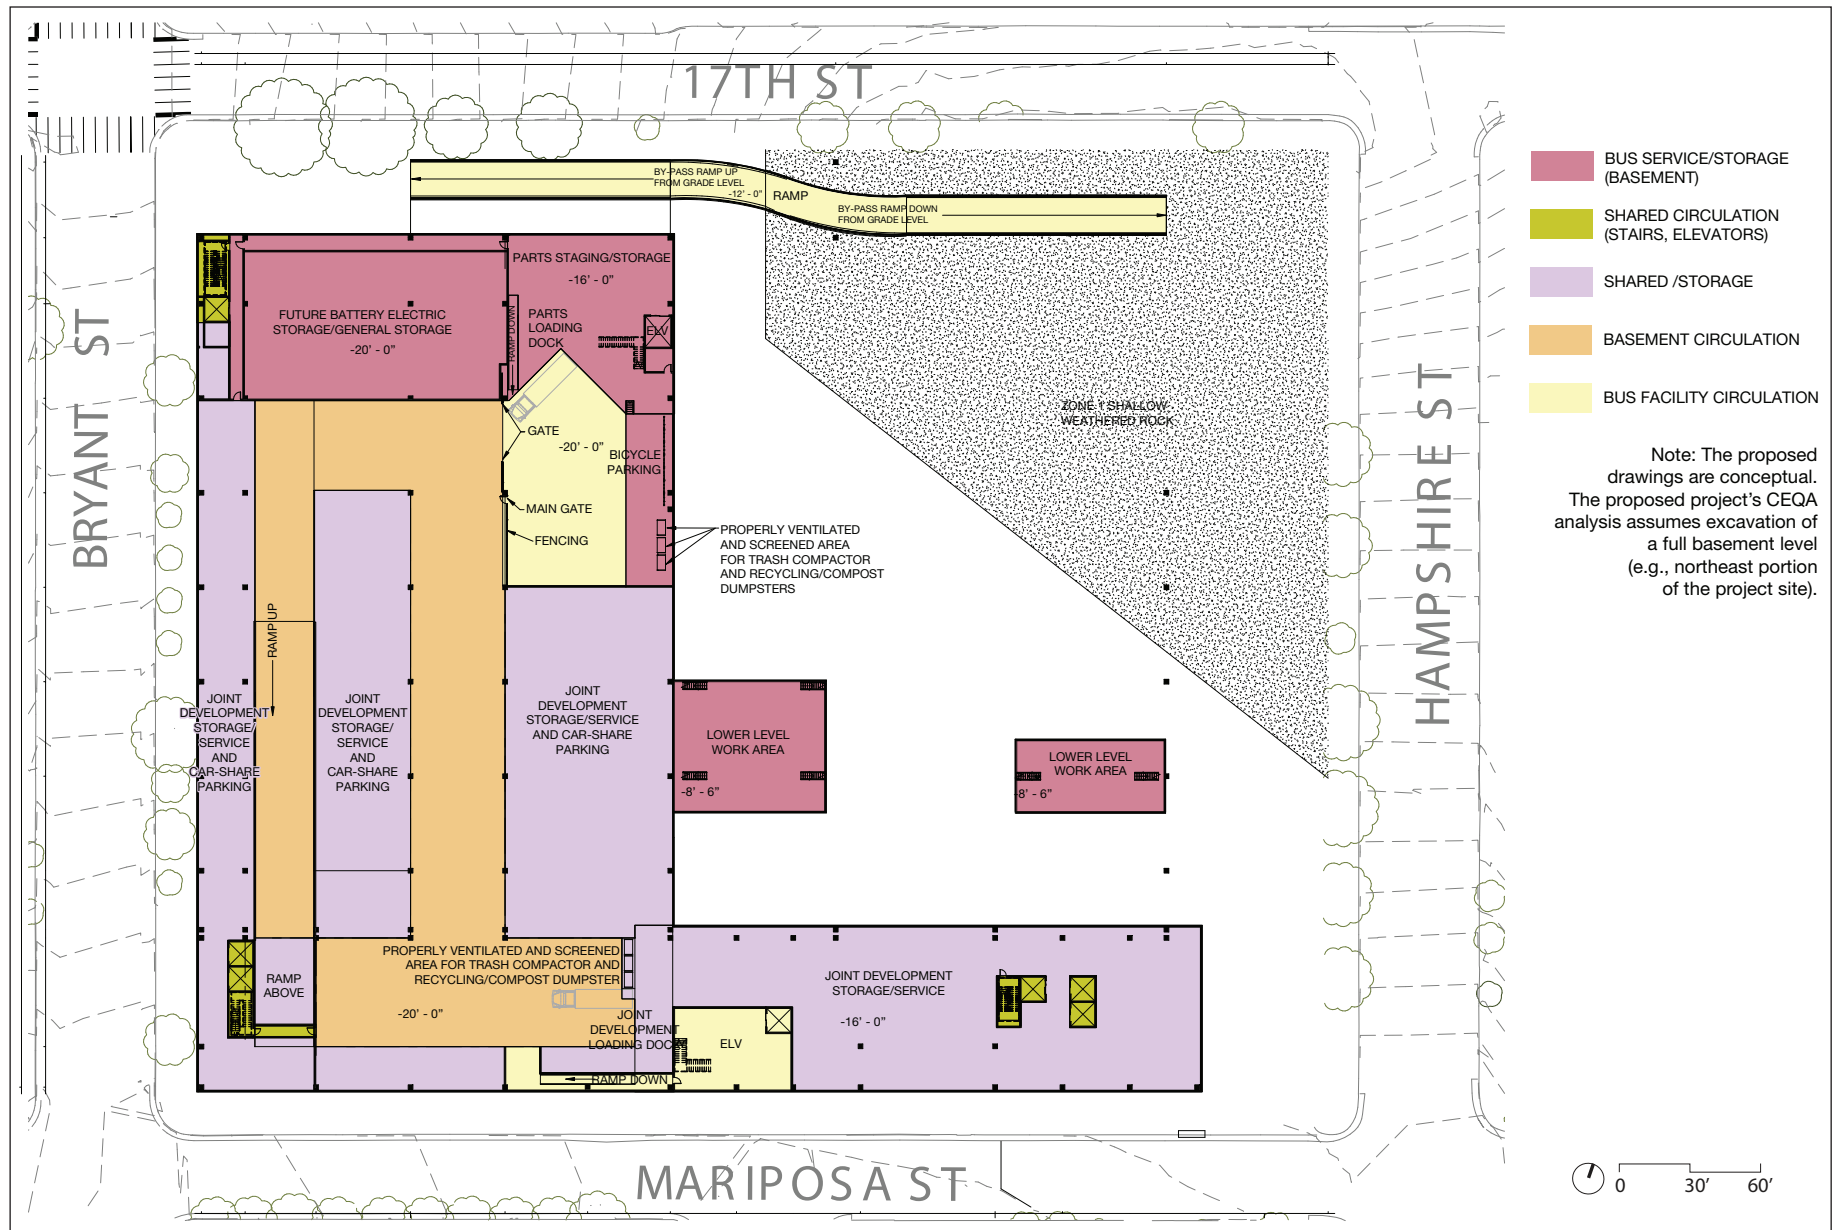 17TH ST
BY-PASS RAMP UP
FROM GRADE LEVEL
-12' - 0"
RAMP
BY-PASS RAMP DOWN
FROM GRADE LEVEL
PARTS STAGING/STORAGE
-16' - 0"
FUTURE BATTERY ELECTRIC
STORAGE/GENERAL STORAGE
-20' - 0"
RAMP DOWN
PARTS
LOADING
DOCK
ELV
GATE
-20' - 0"
BICYCLE
PARKING
MAIN GATE
FENCING
PROPERLY VENTILATED
AND SCREENED AREA
FOR TRASH COMPACTOR
AND RECYCLING/COMPOST
DUMPSTERS
ZONE 1 SHALLOW
WEATHERED ROCK
BRYANT ST
HAMPSHIRE ST
RAMP UP
JOINT
DEVELOPMENT
STORAGE/
SERVICE
AND
CAR-SHARE
PARKING
JOINT
DEVELOPMENT
STORAGE/
SERVICE
AND
CAR-SHARE
PARKING
JOINT
DEVELOPMENT
STORAGE/SERVICE
AND CAR-SHARE
PARKING
LOWER LEVEL
WORK AREA
-8' - 6"
LOWER LEVEL
WORK AREA
-8' - 6"
PROPERLY VENTILATED AND SCREENED
AREA FOR TRASH COMPACTOR AND
RECYCLING/COMPOST DUMPSTER
RAMP
ABOVE
-20' - 0"
JOINT
DEVELOPMENT
LOADING DOCK
RAMP DOWN
ELV
JOINT DEVELOPMENT
STORAGE/SERVICE
-16' - 0"
MARIPOSA ST
BUS SERVICE/STORAGE
(BASEMENT)
SHARED CIRCULATION
(STAIRS, ELEVATORS)
SHARED /STORAGE
BASEMENT CIRCULATION
BUS FACILITY CIRCULATION
Note: The proposed
drawings are conceptual.
The proposed project's CEQA
analysis assumes excavation of
a full basement level
(e.g., northeast portion
of the project site).
0 30' 60'